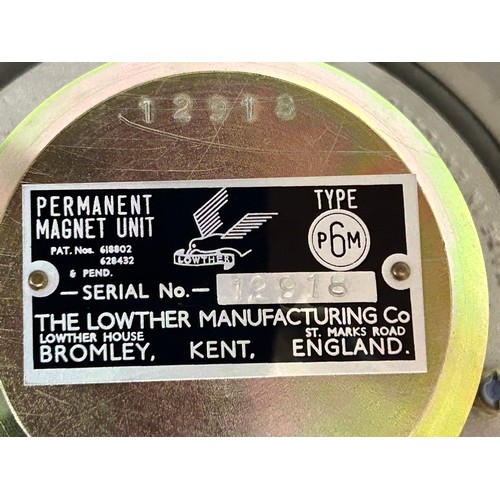 12918
PERMANENT
MAGNET UNIT
PAT. Nos. 618802
628432
& PEND.
LOWTHER
TYPE
P6M
— SERIAL No. — 12918
THE LOWTHER MANUFACTURING Co
LOWTHER HOUSE ST. MARKS ROAD
BROMLEY, KENT, ENGLAND.